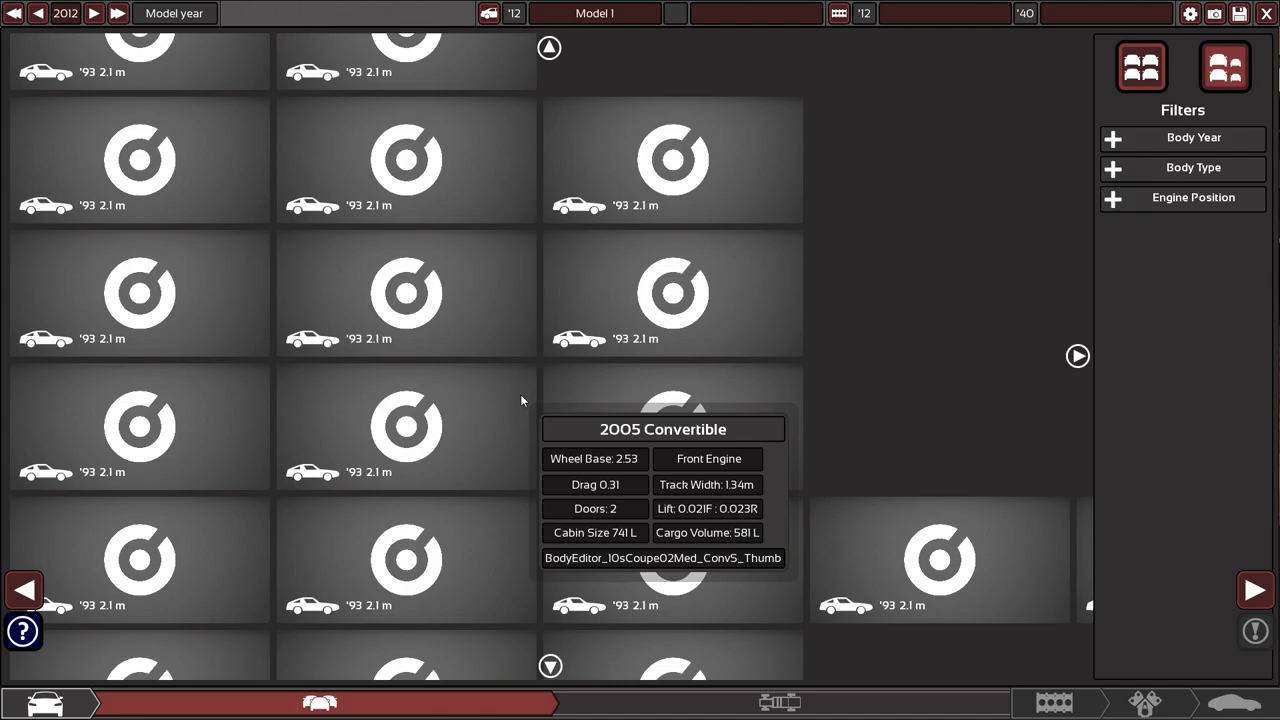 2012 Model year '12 Model 1 '12 '40
'93 2.1 m '93 2.1 m
Filters
Body Year
Body Type
Engine Position
'93 2.1 m '93 2.1 m '93 2.1 m
'93 2.1 m '93 2.1 m '93 2.1 m
'93 2.1 m '93 2.1 m
2005 Convertible
Wheel Base: 2.53 Front Engine
Drag 0.31 Track Width: 1.34m
Doors: 2 Lift: 0.021F : 0.023R
Cabin Size 741 L Cargo Volume: 581 L
BodyEditor_10sCoupe02Med_ConvS_Thumb
'93 2.1 m '93 2.1 m '93 2.1 m '93 2.1 m